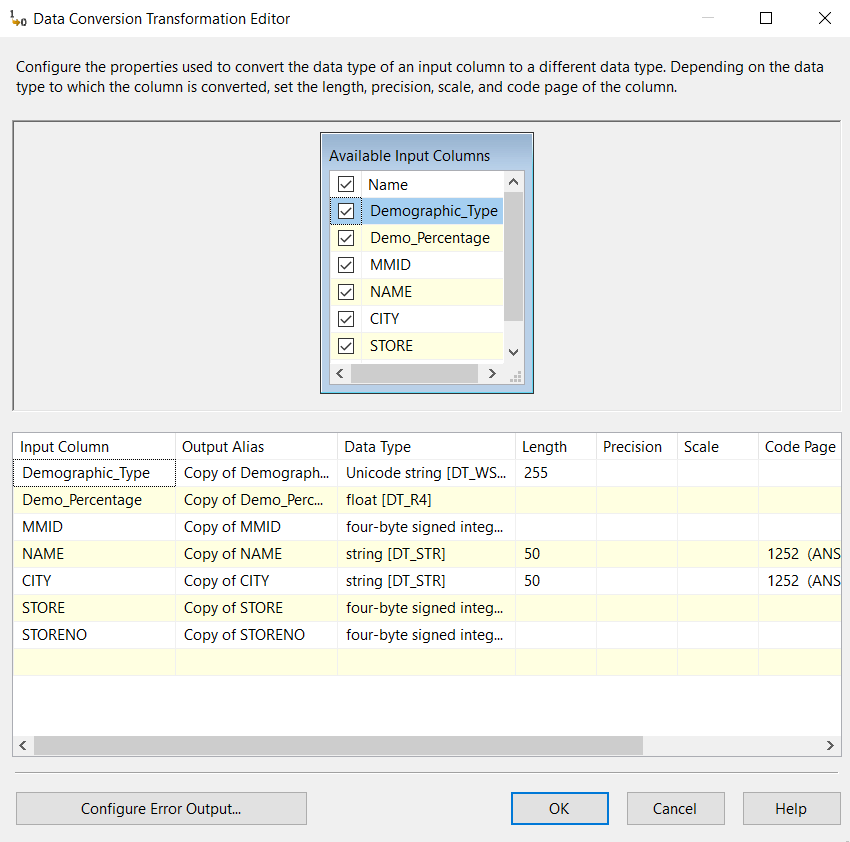 Data Conversion Transformation Editor
Configure the properties used to convert the data type of an input column to a different data type. Depending on the data
type to which the column is converted, set the length, precision, scale, and code page of the column.
Available Input Columns
Name
Demographic_Type
Demo_Percentage
MMID
NAME
CITY
STORE
Input Column Output Alias Data Type Length Precision Scale Code Page
Demographic_Type Copy of Demograph... Unicode string [DT_WS... 255
Demo_Percentage Copy of Demo_Perc... float [DT_R4]
MMID Copy of MMID four-byte signed integ...
NAME Copy of NAME string [DT_STR] 50 1252 (ANS
CITY Copy of CITY string [DT_STR] 50 1252 (ANS
STORE Copy of STORE four-byte signed integ...
STORENO Copy of STORENO four-byte signed integ...
Configure Error Output... OK Cancel Help